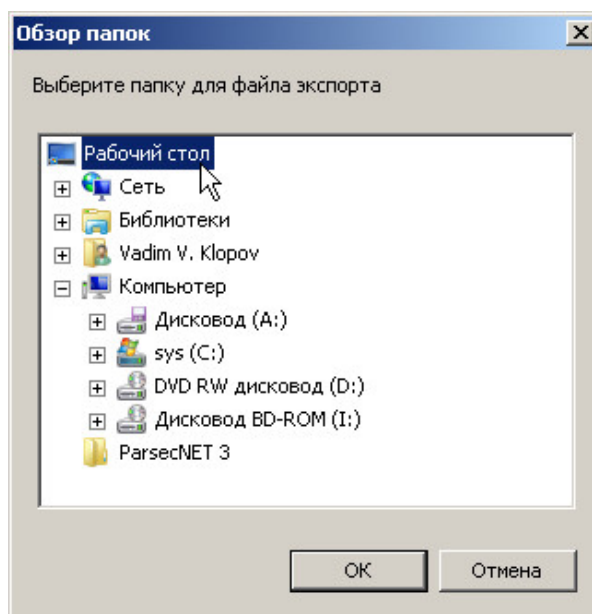 Обзор папок
Выберите папку для файла экспорта
Рабочий стол
Сеть
Библиотеки
Vadim V. Klopov
Компьютер
Дисковод (A:)
sys (C:)
DVD RW дисковод (D:)
Дисковод BD-ROM (I:)
ParsecNET 3
OK
Отмена